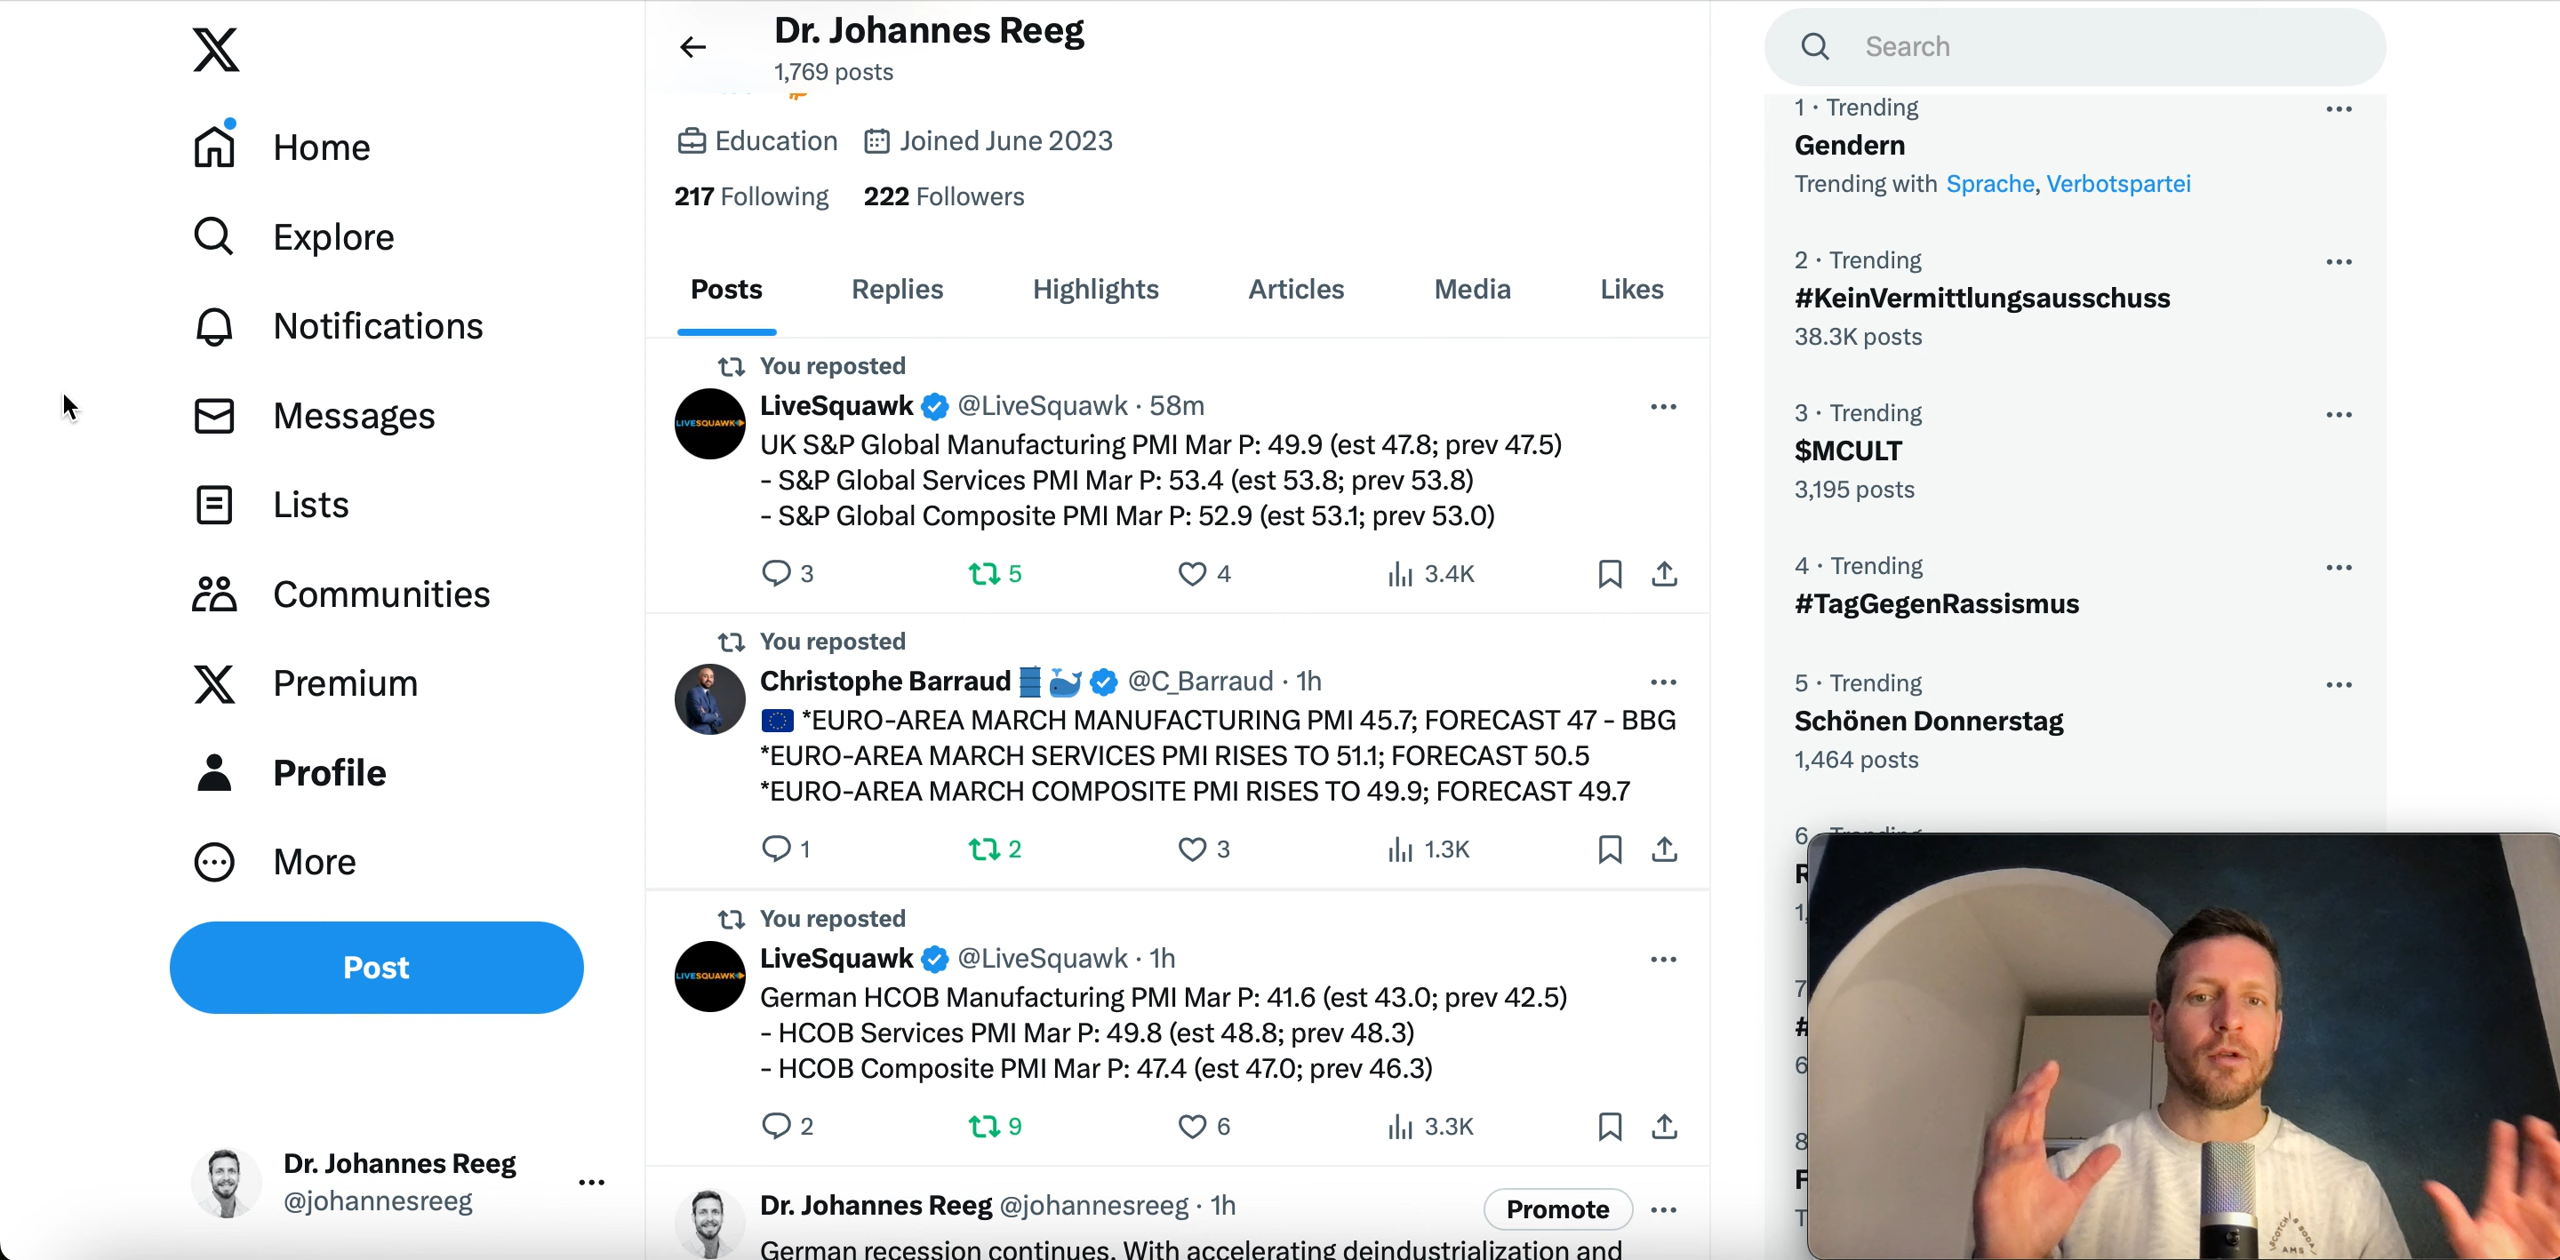 Home
Explore
Notifications
Messages
Lists
Communities
Premium
Profile
More
Post
Dr. Johannes Reeg
@johannesreeg
Dr. Johannes Reeg
1,769 posts
Education Joined June 2023
217 Following 222 Followers
Posts Replies Highlights Articles Media Likes
You reposted
LiveSquawk @LiveSquawk · 58m
UK S&P Global Manufacturing PMI Mar P: 49.9 (est 47.8; prev 47.5)
- S&P Global Services PMI Mar P: 53.4 (est 53.8; prev 53.8)
- S&P Global Composite PMI Mar P: 52.9 (est 53.1; prev 53.0)
3 5 4 3.4K
You reposted
Christophe Barraud🛢🐳 @C_Barraud · 1h
🇪🇺 *EURO-AREA MARCH MANUFACTURING PMI 45.7; FORECAST 47 - BBG
*EURO-AREA MARCH SERVICES PMI RISES TO 51.1; FORECAST 50.5
*EURO-AREA MARCH COMPOSITE PMI RISES TO 49.9; FORECAST 49.7
1 2 3 1.3K
You reposted
LiveSquawk @LiveSquawk · 1h
German HCOB Manufacturing PMI Mar P: 41.6 (est 43.0; prev 42.5)
- HCOB Services PMI Mar P: 49.8 (est 48.8; prev 48.3)
- HCOB Composite PMI Mar P: 47.4 (est 47.0; prev 46.3)
2 9 6 3.3K
Dr. Johannes Reeg @johannesreeg · 1h
Promote
German recession continues. With accelerating deindustrialization and
Search
1 · Trending
Gendern
Trending with Sprache, Verbotspartei
2 · Trending
#KeinVermittlungsausschuss
38.3K posts
3 · Trending
$MCULT
3,195 posts
4 · Trending
#TagGegenRassismus
5 · Trending
Schönen Donnerstag
1,464 posts
6 · Trending